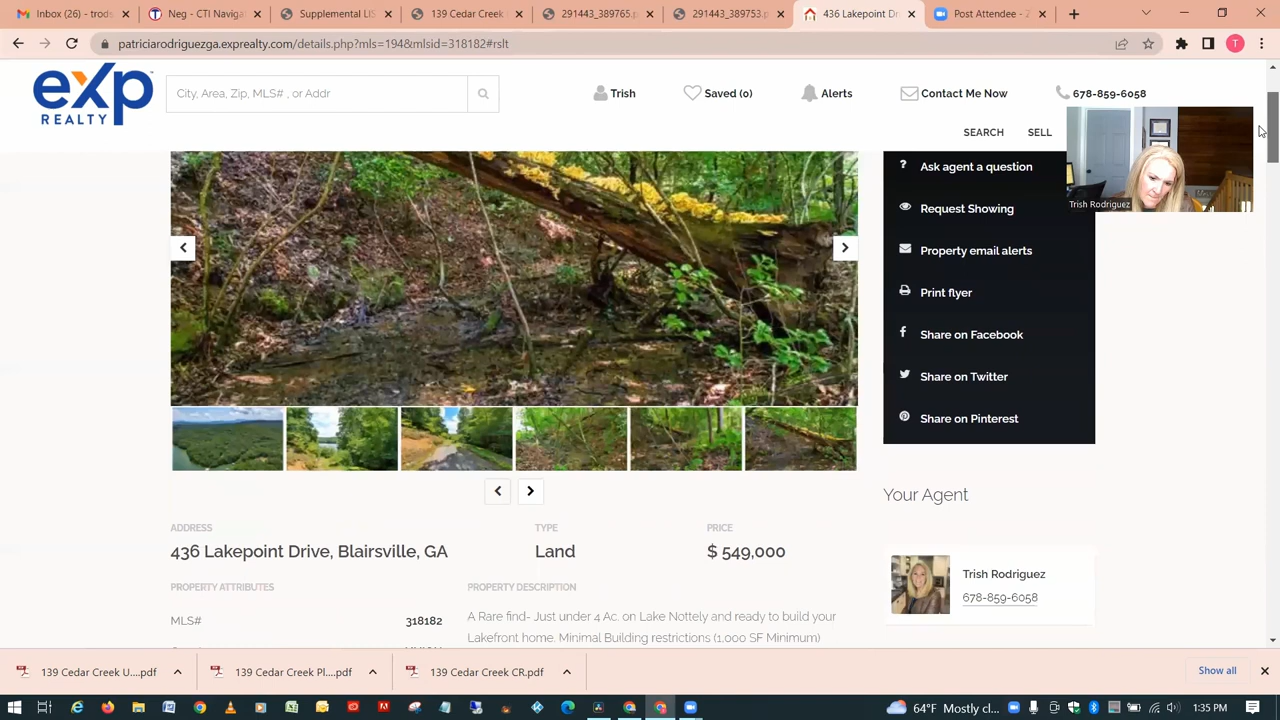 Inbox (26) - trods
Neg - CTI Navigat
Supplemental LIS
139 Cedar Creek
291443_389765.p
291443_389753.p
436 Lakepoint Dr
Post Attendee - Z
patriciarodriguezga.exprealty.com/details.php?mls=194&mlsid=318182#rslt
T
exp
REALTY
City, Area, Zip, MLS# , or Addr
Trish
Saved (0)
Alerts
Contact Me Now
678-859-6058
SEARCH
SELL
Trish Rodriguez
Ask agent a question
Request Showing
Property email alerts
Print flyer
Share on Facebook
Share on Twitter
Share on Pinterest
Your Agent
Trish Rodriguez
678-859-6058
ADDRESS
TYPE
PRICE
436 Lakepoint Drive, Blairsville, GA
Land
$ 549,000
PROPERTY ATTRIBUTES
PROPERTY DESCRIPTION
MLS#
318182
A Rare find- Just under 4 Ac. on Lake Nottely and ready to build your
Lakefront home. Minimal Building restrictions (1,000 SF Minimum)
139 Cedar Creek U....pdf
139 Cedar Creek Pl....pdf
139 Cedar Creek CR.pdf
Show all
64°F Mostly cl...
1:35 PM